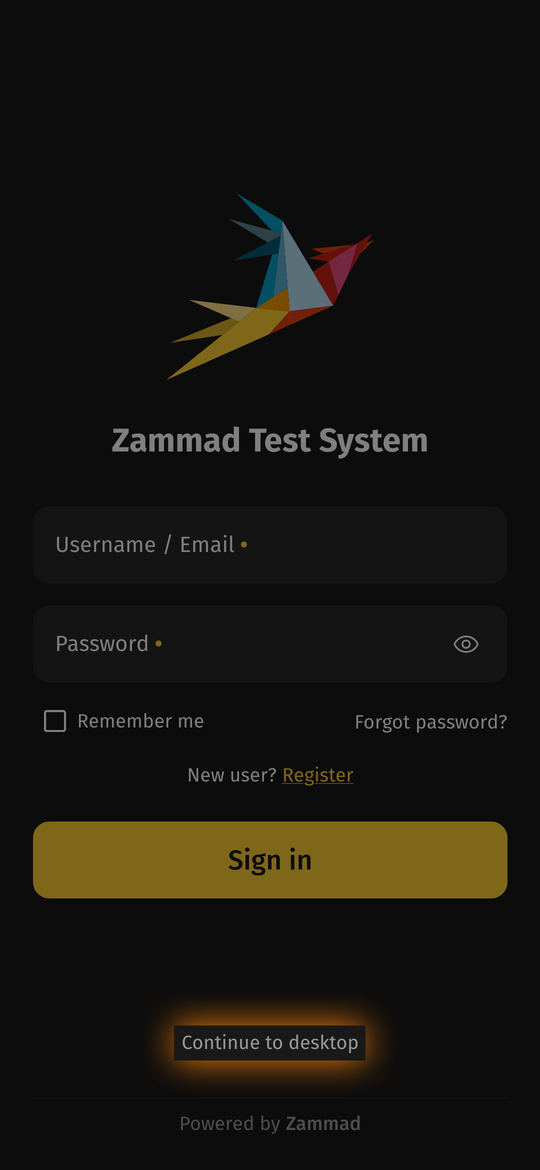 Zammad Test System
Username / Email •
Password •
Remember me
Forgot password?
New user? Register
Sign in
Continue to desktop
Powered by Zammad